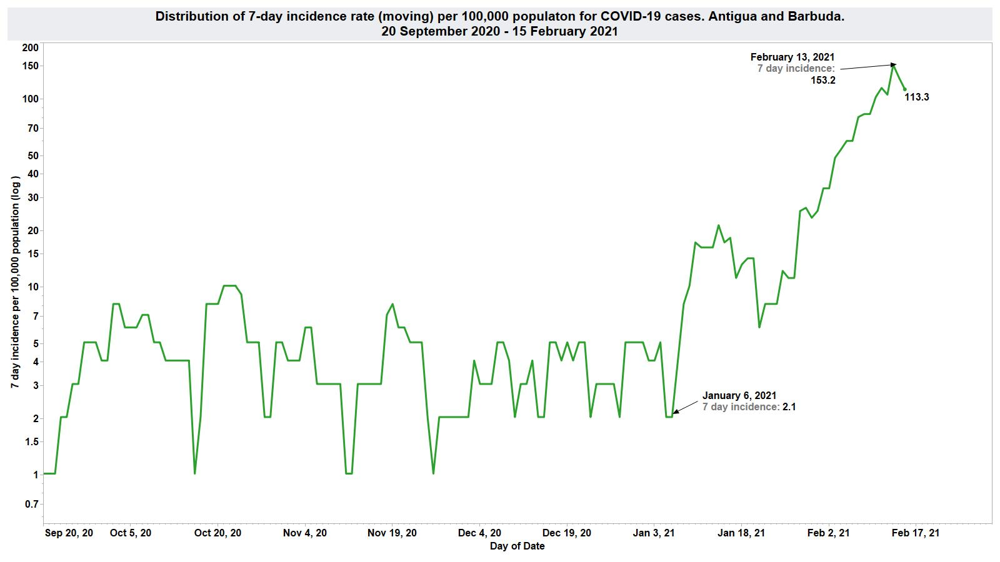 Distribution of 7-day incidence rate (moving) per 100,000 populaton for COVID-19 cases. Antigua and Barbuda.
20 September 2020 - 15 February 2021
200
150
100
70
50
40
30
20
15
10
7
5
4
3
2
1.5
1
0.7
7 day incidence per 100,000 population (log )
February 13, 2021
7 day incidence:
153.2
113.3
January 6, 2021
7 day incidence: 2.1
Sep 20, 20 Oct 5, 20 Oct 20, 20 Nov 4, 20 Nov 19, 20 Dec 4, 20 Dec 19, 20 Jan 3, 21 Jan 18, 21 Feb 2, 21 Feb 17, 21
Day of Date